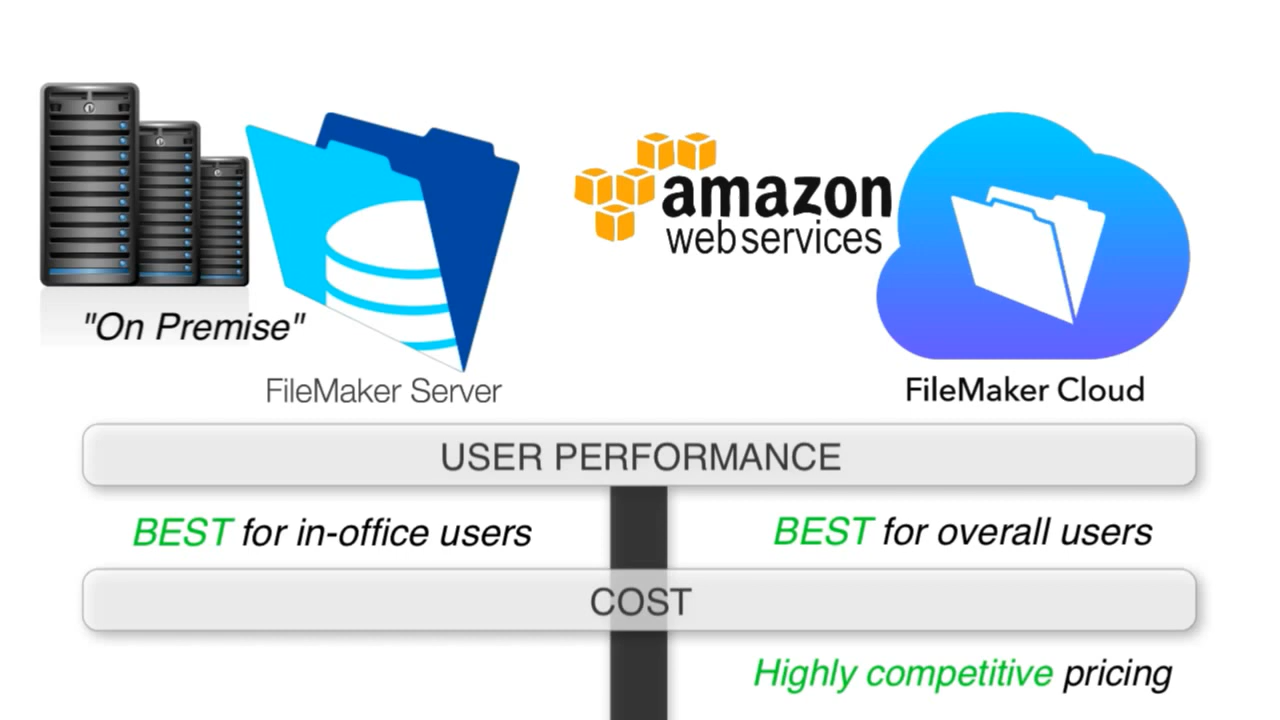 amazon
web services
"On Premise"
FileMaker Server
FileMaker Cloud
USER PERFORMANCE
BEST for in-office users
BEST for overall users
COST
Highly competitive pricing